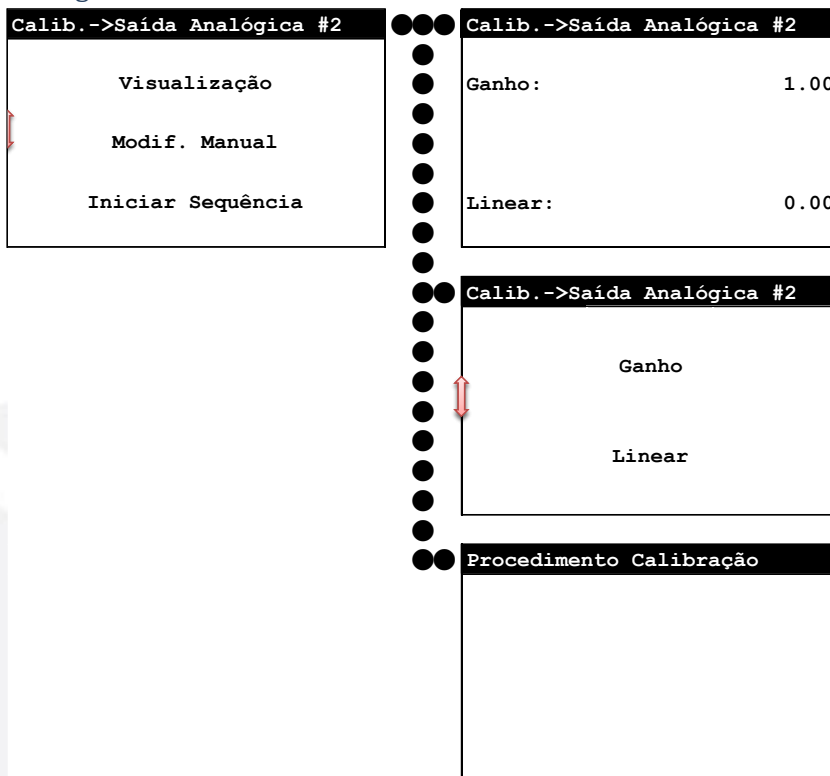 Calib.->Saída Analógica #2
Visualização
Modif. Manual
Iniciar Sequência
Calib.->Saída Analógica #2
Ganho: 1.00
Linear: 0.00
Calib.->Saída Analógica #2
Ganho
Linear
Procedimento Calibração